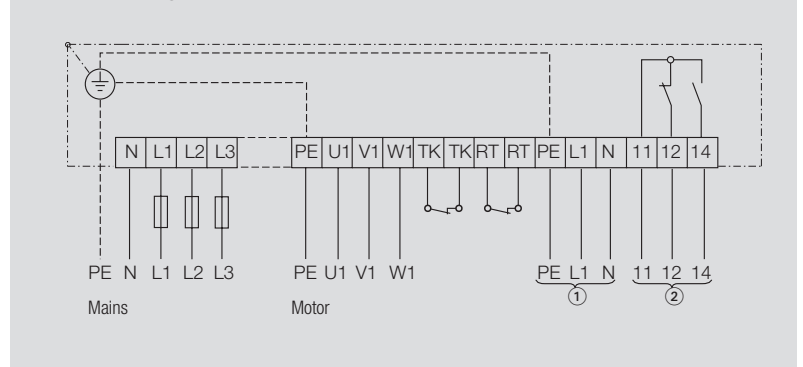 N L1 L2 L3 PE U1 V1 W1 TK TK RT RT PE L1 N 11 12 14
PE N L1 L2 L3 PE U1 V1 W1 PE L1 N 11 12 14
1 2
Mains Motor